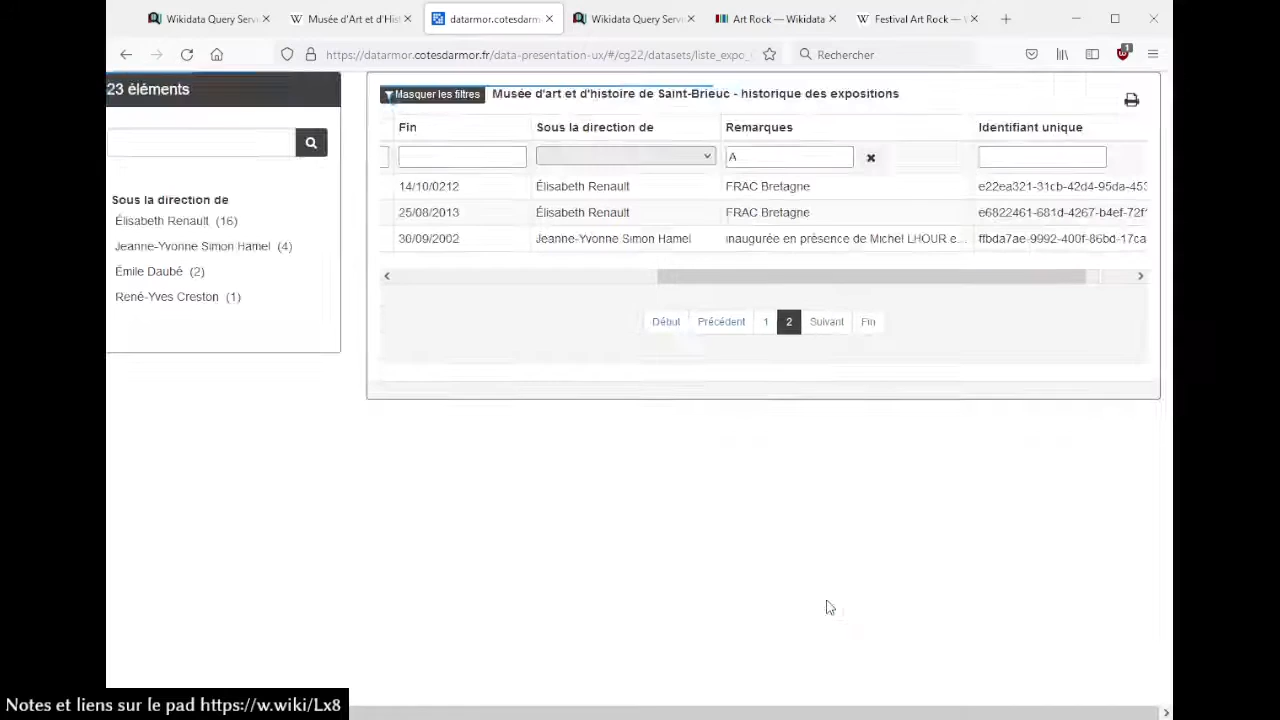 Wikidata Query Servi
Musée d'Art et d'His
datarmor.cotesdarm
Wikidata Query Servi
Art Rock — Wikidata
Festival Art Rock —
https://datarmor.cotesdarmor.fr/data-presentation-ux/#/cg22/datasets/liste_expo_
Rechercher
1
23 éléments
Sous la direction de
Élisabeth Renault (16)
Jeanne-Yvonne Simon Hamel (4)
Émile Daubé (2)
René-Yves Creston (1)
Masquer les filtres
Musée d'art et d'histoire de Saint-Brieuc - historique des expositions
Fin Sous la direction de Remarques Identifiant unique
A
14/10/0212 Élisabeth Renault FRAC Bretagne e22ea321-31cb-42d4-95da-453
25/08/2013 Élisabeth Renault FRAC Bretagne e6822461-681d-4267-b4ef-72f
30/09/2002 Jeanne-Yvonne Simon Hamel inaugurée en présence de Michel LHOUR e... ffbda7ae-9992-400f-86bd-17ca
Début Précédent 1 2 Suivant Fin
Notes et liens sur le pad https://w.wiki/Lx8